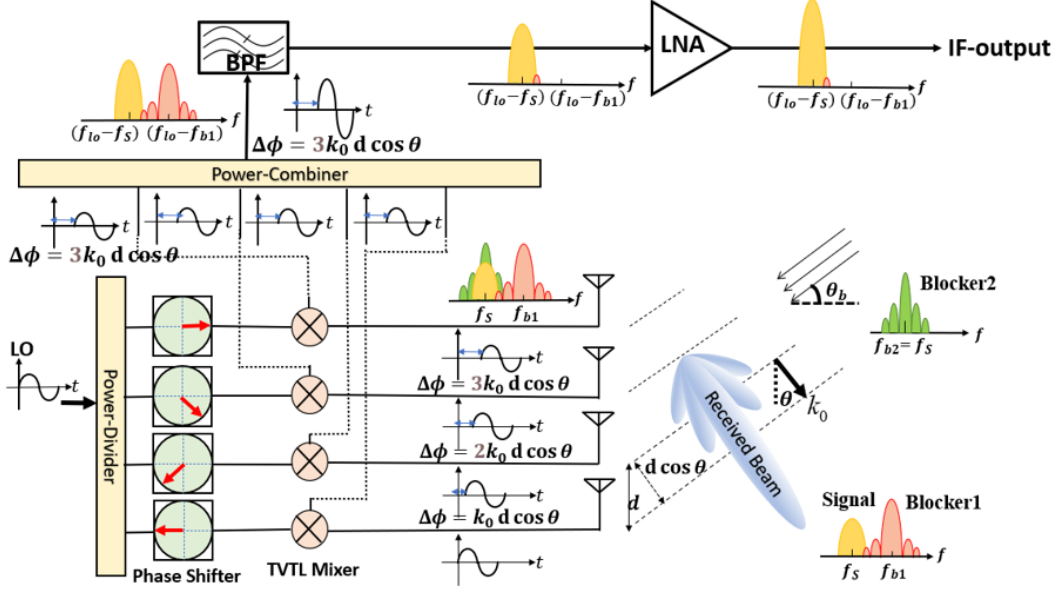 BPF
LNA
IF-output
(f_lo−f_S) (f_lo−f_b1) f
t
(f_lo−f_S) (f_lo−f_b1) f
(f_lo−f_S) (f_lo−f_b1) f
Δϕ = 3k₀ d cos θ
Power-Combiner
t t t t
Δϕ = 3k₀ d cos θ
f_S f_b1 f
θ_b
Blocker2
f_b2= f_S f
LO
t
Power-Divider
t
Δϕ = 3k₀ d cos θ
t
Δϕ = 2k₀ d cos θ
t
Δϕ = k₀ d cos θ
t
θ k₀
Received Beam
d cos θ
d
Signal Blocker1
f_S f_b1 f
Phase Shifter
TVTL Mixer